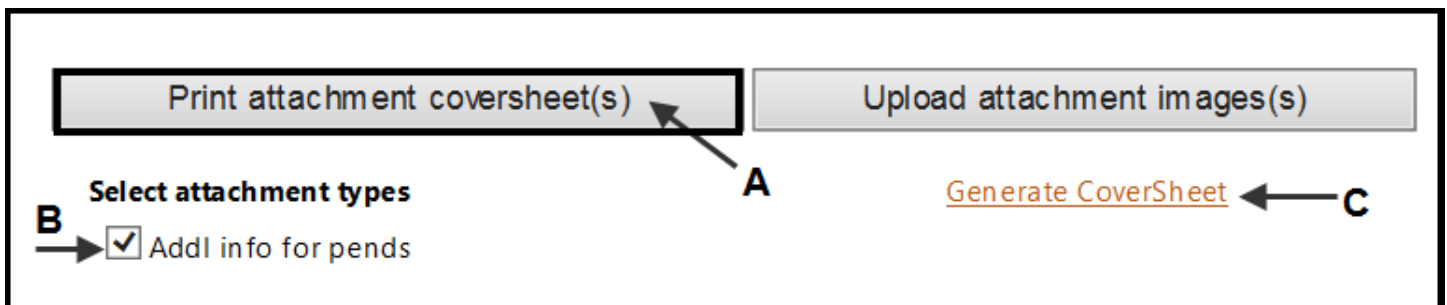 Print attachment coversheet(s)
Upload attachment images(s)
A
Select attachment types
Generate CoverSheet
C
B
Addl info for pends